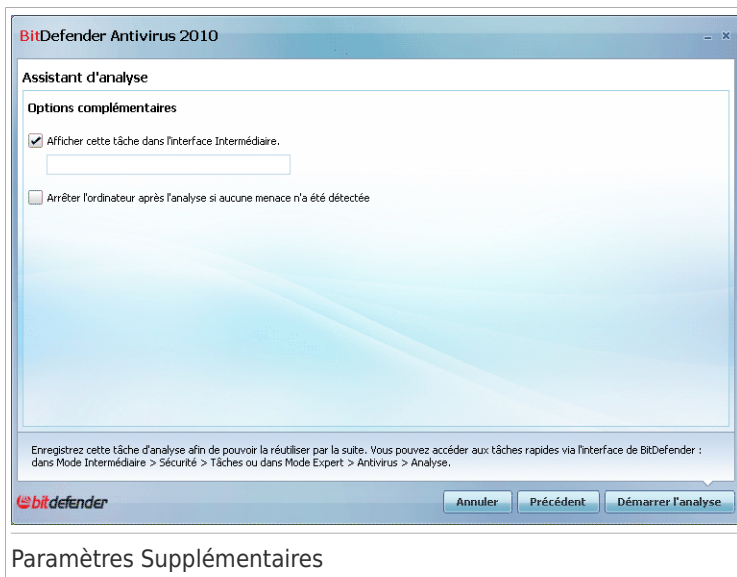 BitDefender Antivirus 2010
Assistant d'analyse
Options complémentaires
Afficher cette tâche dans l'interface Intermédiaire.
Arrêter l'ordinateur après l'analyse si aucune menace n'a été détectée
Enregistrez cette tâche d'analyse afin de pouvoir la réutiliser par la suite. Vous pouvez accéder aux tâches rapides via l'interface de BitDefender :
dans Mode Intermédiaire > Sécurité > Tâches ou dans Mode Expert > Antivirus > Analyse.
bitdefender
Annuler
Précédent
Démarrer l'analyse
Paramètres Supplémentaires